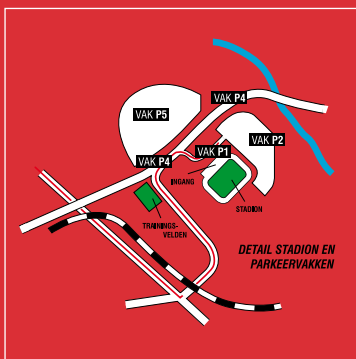 VAK P4
VAK P5
VAK P2
VAK P1
VAK P4
INGANG
STADION
TRAININGS-
VELDEN
DETAIL STADION EN
PARKEERVAKKEN